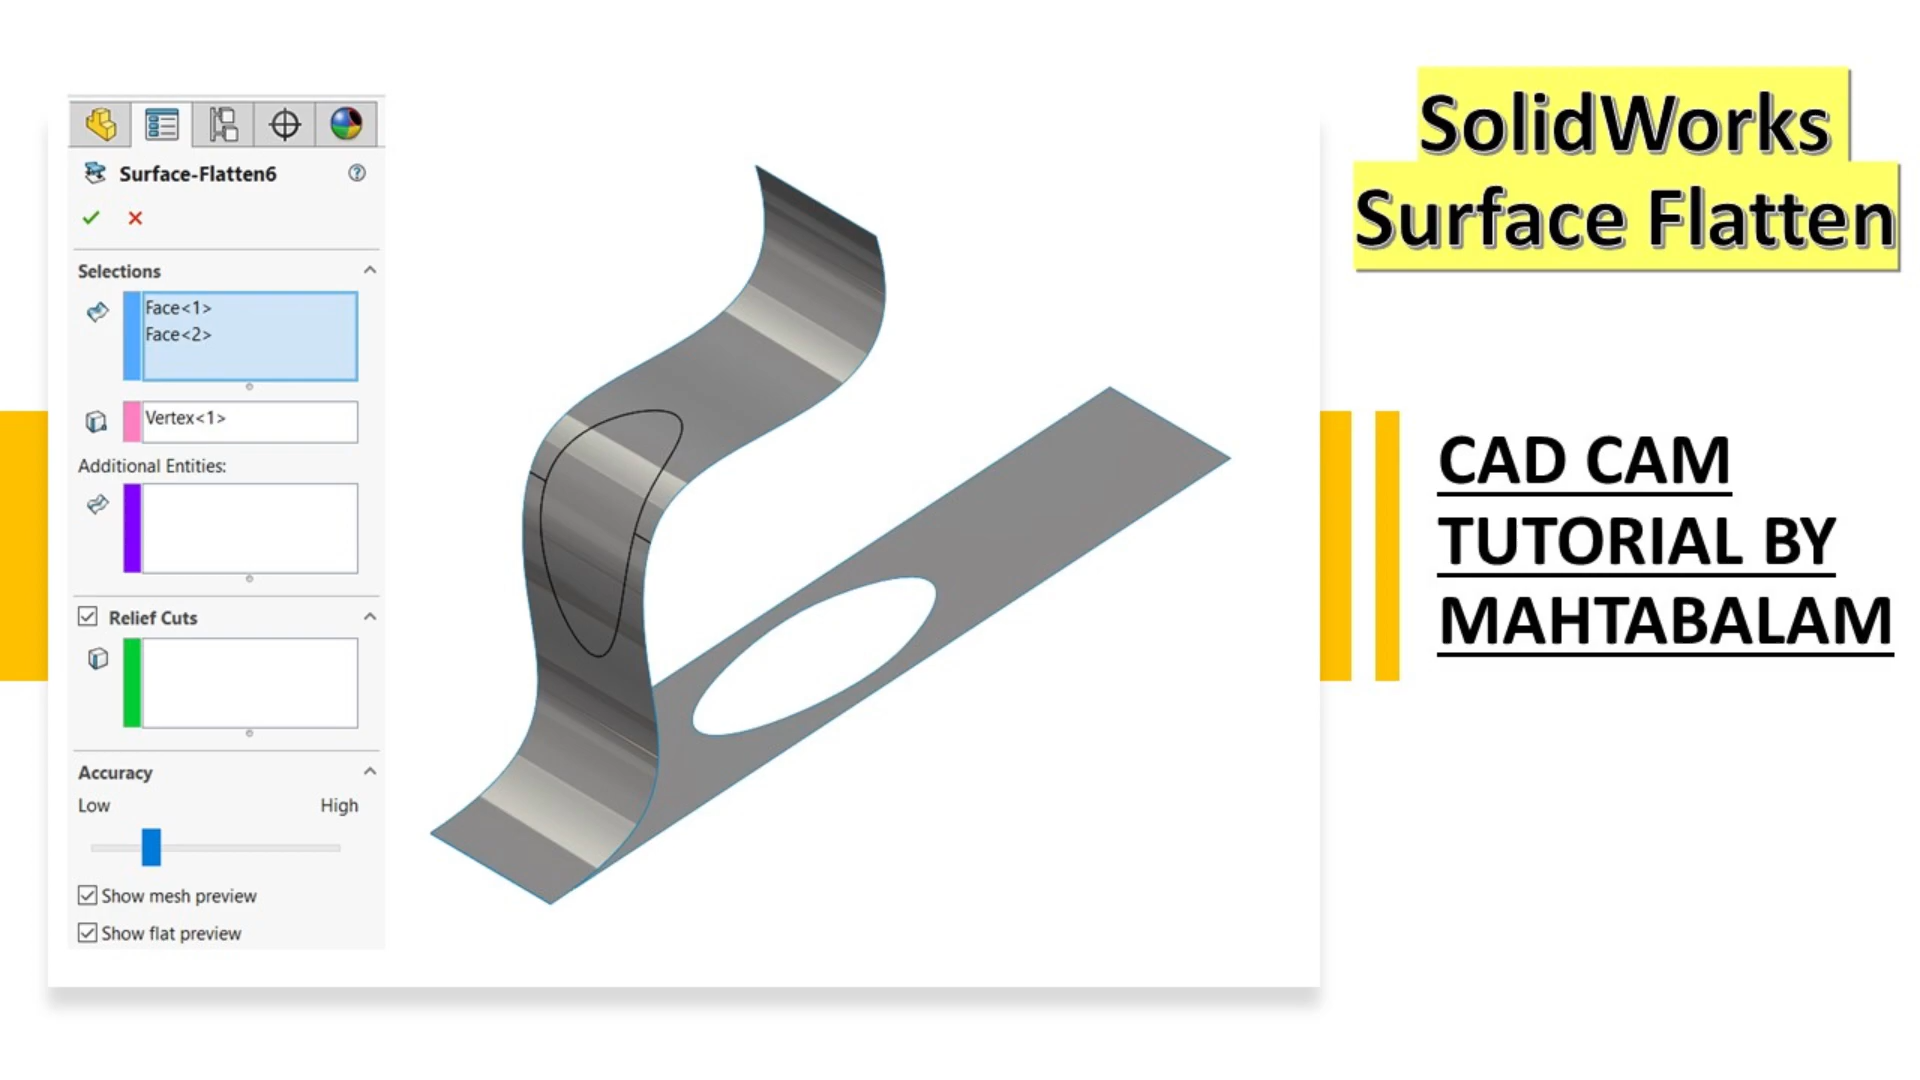 Surface-Flatten6
Selections
Face<1>
Face<2>
Vertex<1>
Additional Entities:
Relief Cuts
Accuracy
Low High
Show mesh preview
Show flat preview
SolidWorks
Surface Flatten
CAD CAM
TUTORIAL BY
MAHTABALAM